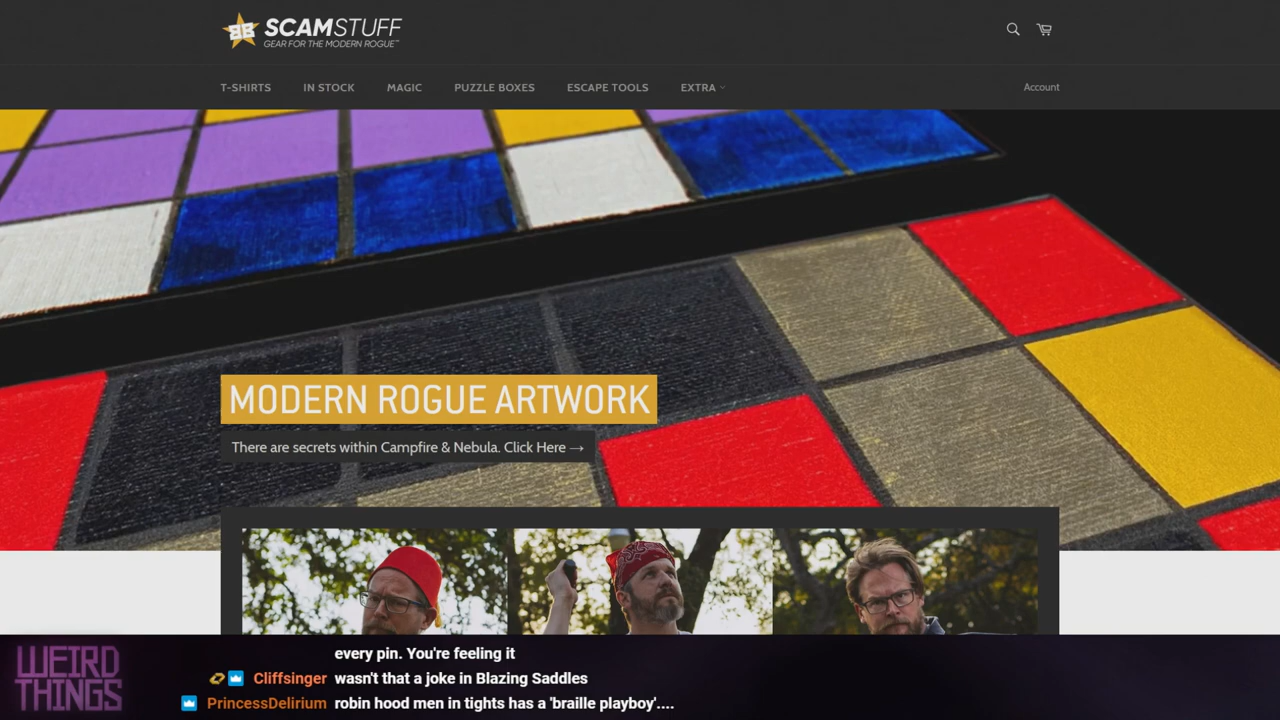 SCAMSTUFF
GEAR FOR THE MODERN ROGUE™
T-SHIRTS IN STOCK MAGIC PUZZLE BOXES ESCAPE TOOLS EXTRA Account
MODERN ROGUE ARTWORK
There are secrets within Campfire & Nebula. Click Here →
WEIRD
THINGS
every pin. You're feeling it
Cliffsinger wasn't that a joke in Blazing Saddles
PrincessDelirium robin hood men in tights has a 'braille playboy'....